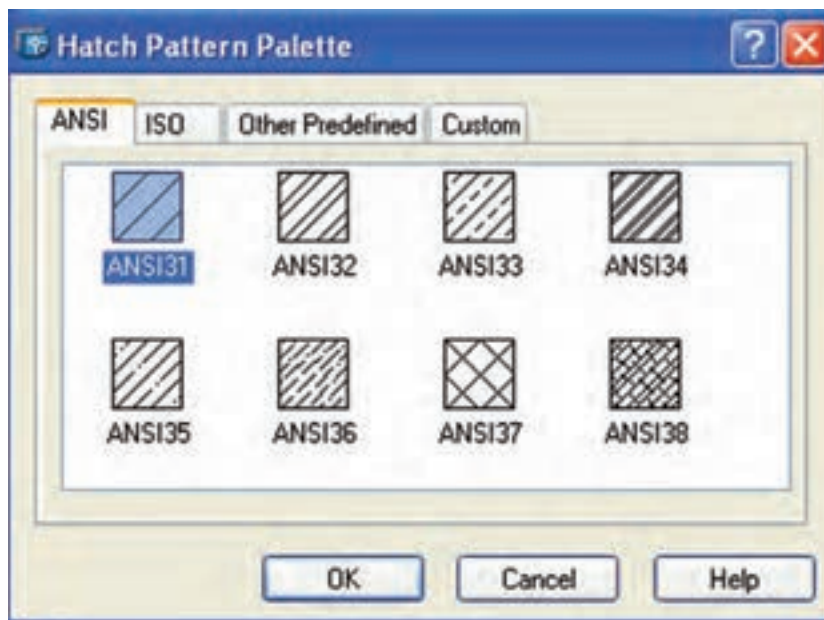 Hatch Pattern Palette
ANSI ISO Other Predefined Custom
ANSI31 ANSI32 ANSI33 ANSI34
ANSI35 ANSI36 ANSI37 ANSI38
OK Cancel Help